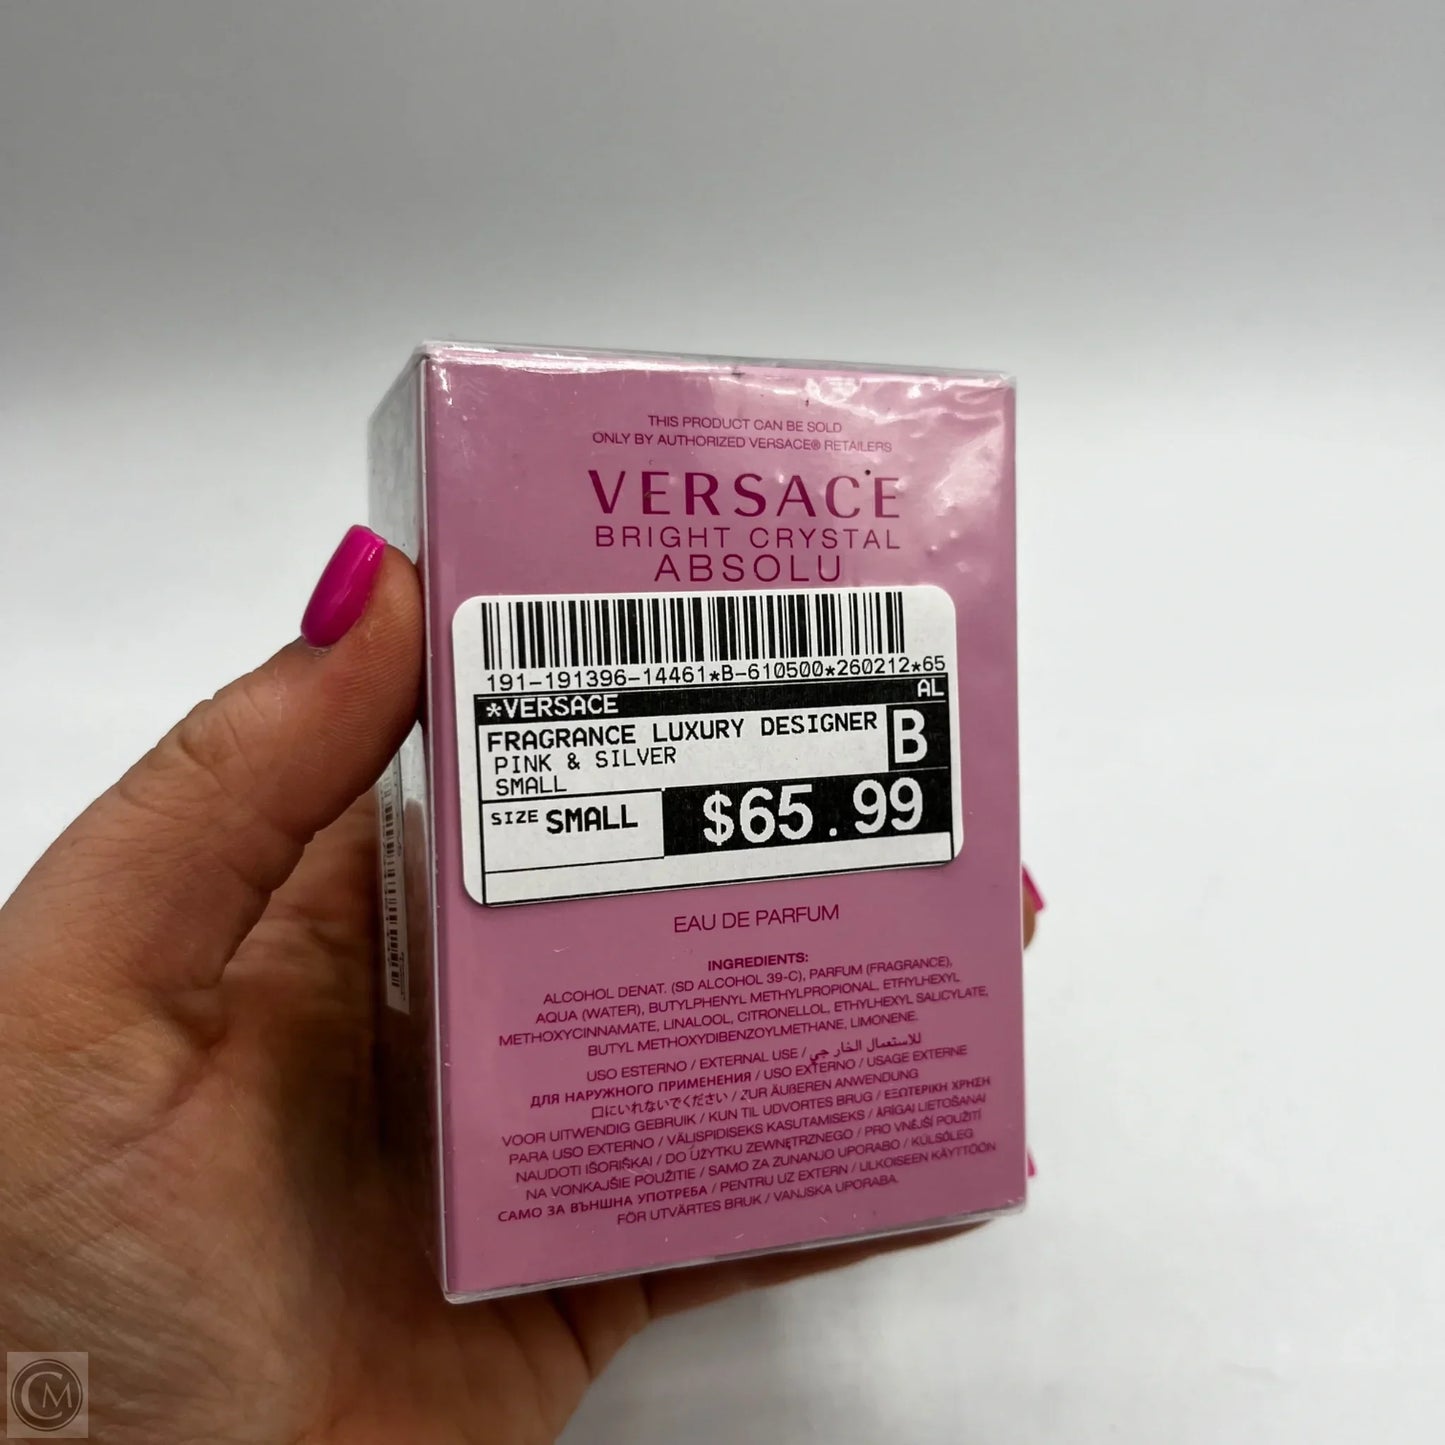 THIS PRODUCT CAN BE SOLD
ONLY BY AUTHORIZED VERSACE® RETAILERS
VERSACE
BRIGHT CRYSTAL
ABSOLU
191-191396-14461*B-610500*260212*65
AL
*VERSACE
FRAGRANCE LUXURY DESIGNER
B
PINK & SILVER
SMALL
SIZE SMALL
$65.99
EAU DE PARFUM
INGREDIENTS:
ALCOHOL DENAT. (SD ALCOHOL 39-C), PARFUM (FRAGRANCE),
AQUA (WATER), BUTYLPHENYL METHYLPROPIONAL, ETHYLHEXYL
METHOXYCINNAMATE, LINALOOL, CITRONELLOL, ETHYLHEXYL SALICYLATE,
BUTYL METHOXYDIBENZOYLMETHANE, LIMONENE.
USO ESTERNO / EXTERNAL USE / للاستعمال الخارجي
ДЛЯ НАРУЖНОГО ПРИМЕНЕНИЯ / USO EXTERNO / USAGE EXTERNE
口にいれないでください / ZUR ÄUßEREN ANWENDUNG
VOOR UITWENDIG GEBRUIK / KUN TIL UDVORTES BRUG / ΕΞΩΤΕΡΙΚΗ ΧΡΗΣΗ
PARA USO EXTERNO / VÄLISPIDISEKS KASUTAMISEKS / ĀRĪGAI LIETOŠANAI
NAUDOTI IŠORIŠKAI / DO UŻYTKU ZEWNĘTRZNEGO / PRO VNĚJŠÍ POUŽITÍ
NA VONKAJŠIE POUŽITIE / SAMO ZA ZUNANJO UPORABO / KÜLSŐLEG
САМО ЗА ВЪНШНА УПОТРЕБА / PENTRU UZ EXTERN / ULKOISEEN KÄYTTÖÖN
FÖR UTVÄRTES BRUK / VANJSKA UPORABA
CM